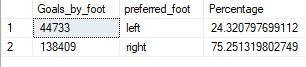 Goals_by_foot preferred_foot Percentage
1 44733 left 24.320797699112
2 138409 right 75.251319802749